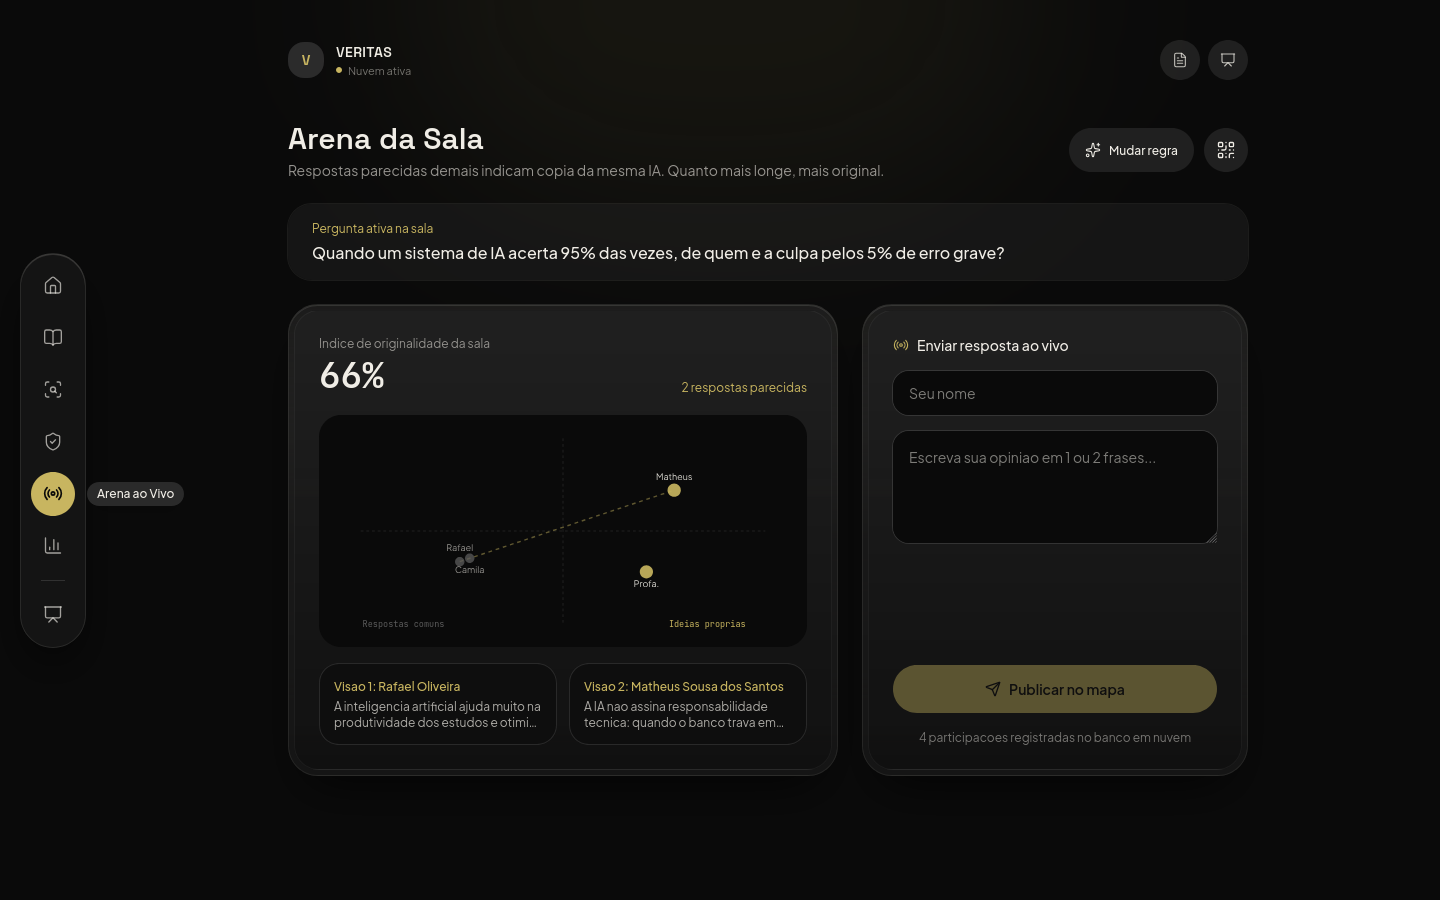 V
VERITAS
Nuvem ativa
Arena da Sala
Respostas parecidas demais indicam copia da mesma IA. Quanto mais longe, mais original.
Mudar regra
Pergunta ativa na sala
Quando um sistema de IA acerta 95% das vezes, de quem e a culpa pelos 5% de erro grave?
Arena ao Vivo
Indice de originalidade da sala
66%
2 respostas parecidas
Matheus
Rafael
Camila
Profa.
Respostas comuns
Ideias proprias
Visao 1: Rafael Oliveira
A inteligencia artificial ajuda muito na
produtividade dos estudos e otimi...
Visao 2: Matheus Sousa dos Santos
A IA nao assina responsabilidade
tecnica: quando o banco trava em...
Enviar resposta ao vivo
Seu nome
Escreva sua opiniao em 1 ou 2 frases...
Publicar no mapa
4 participacoes registradas no banco em nuvem